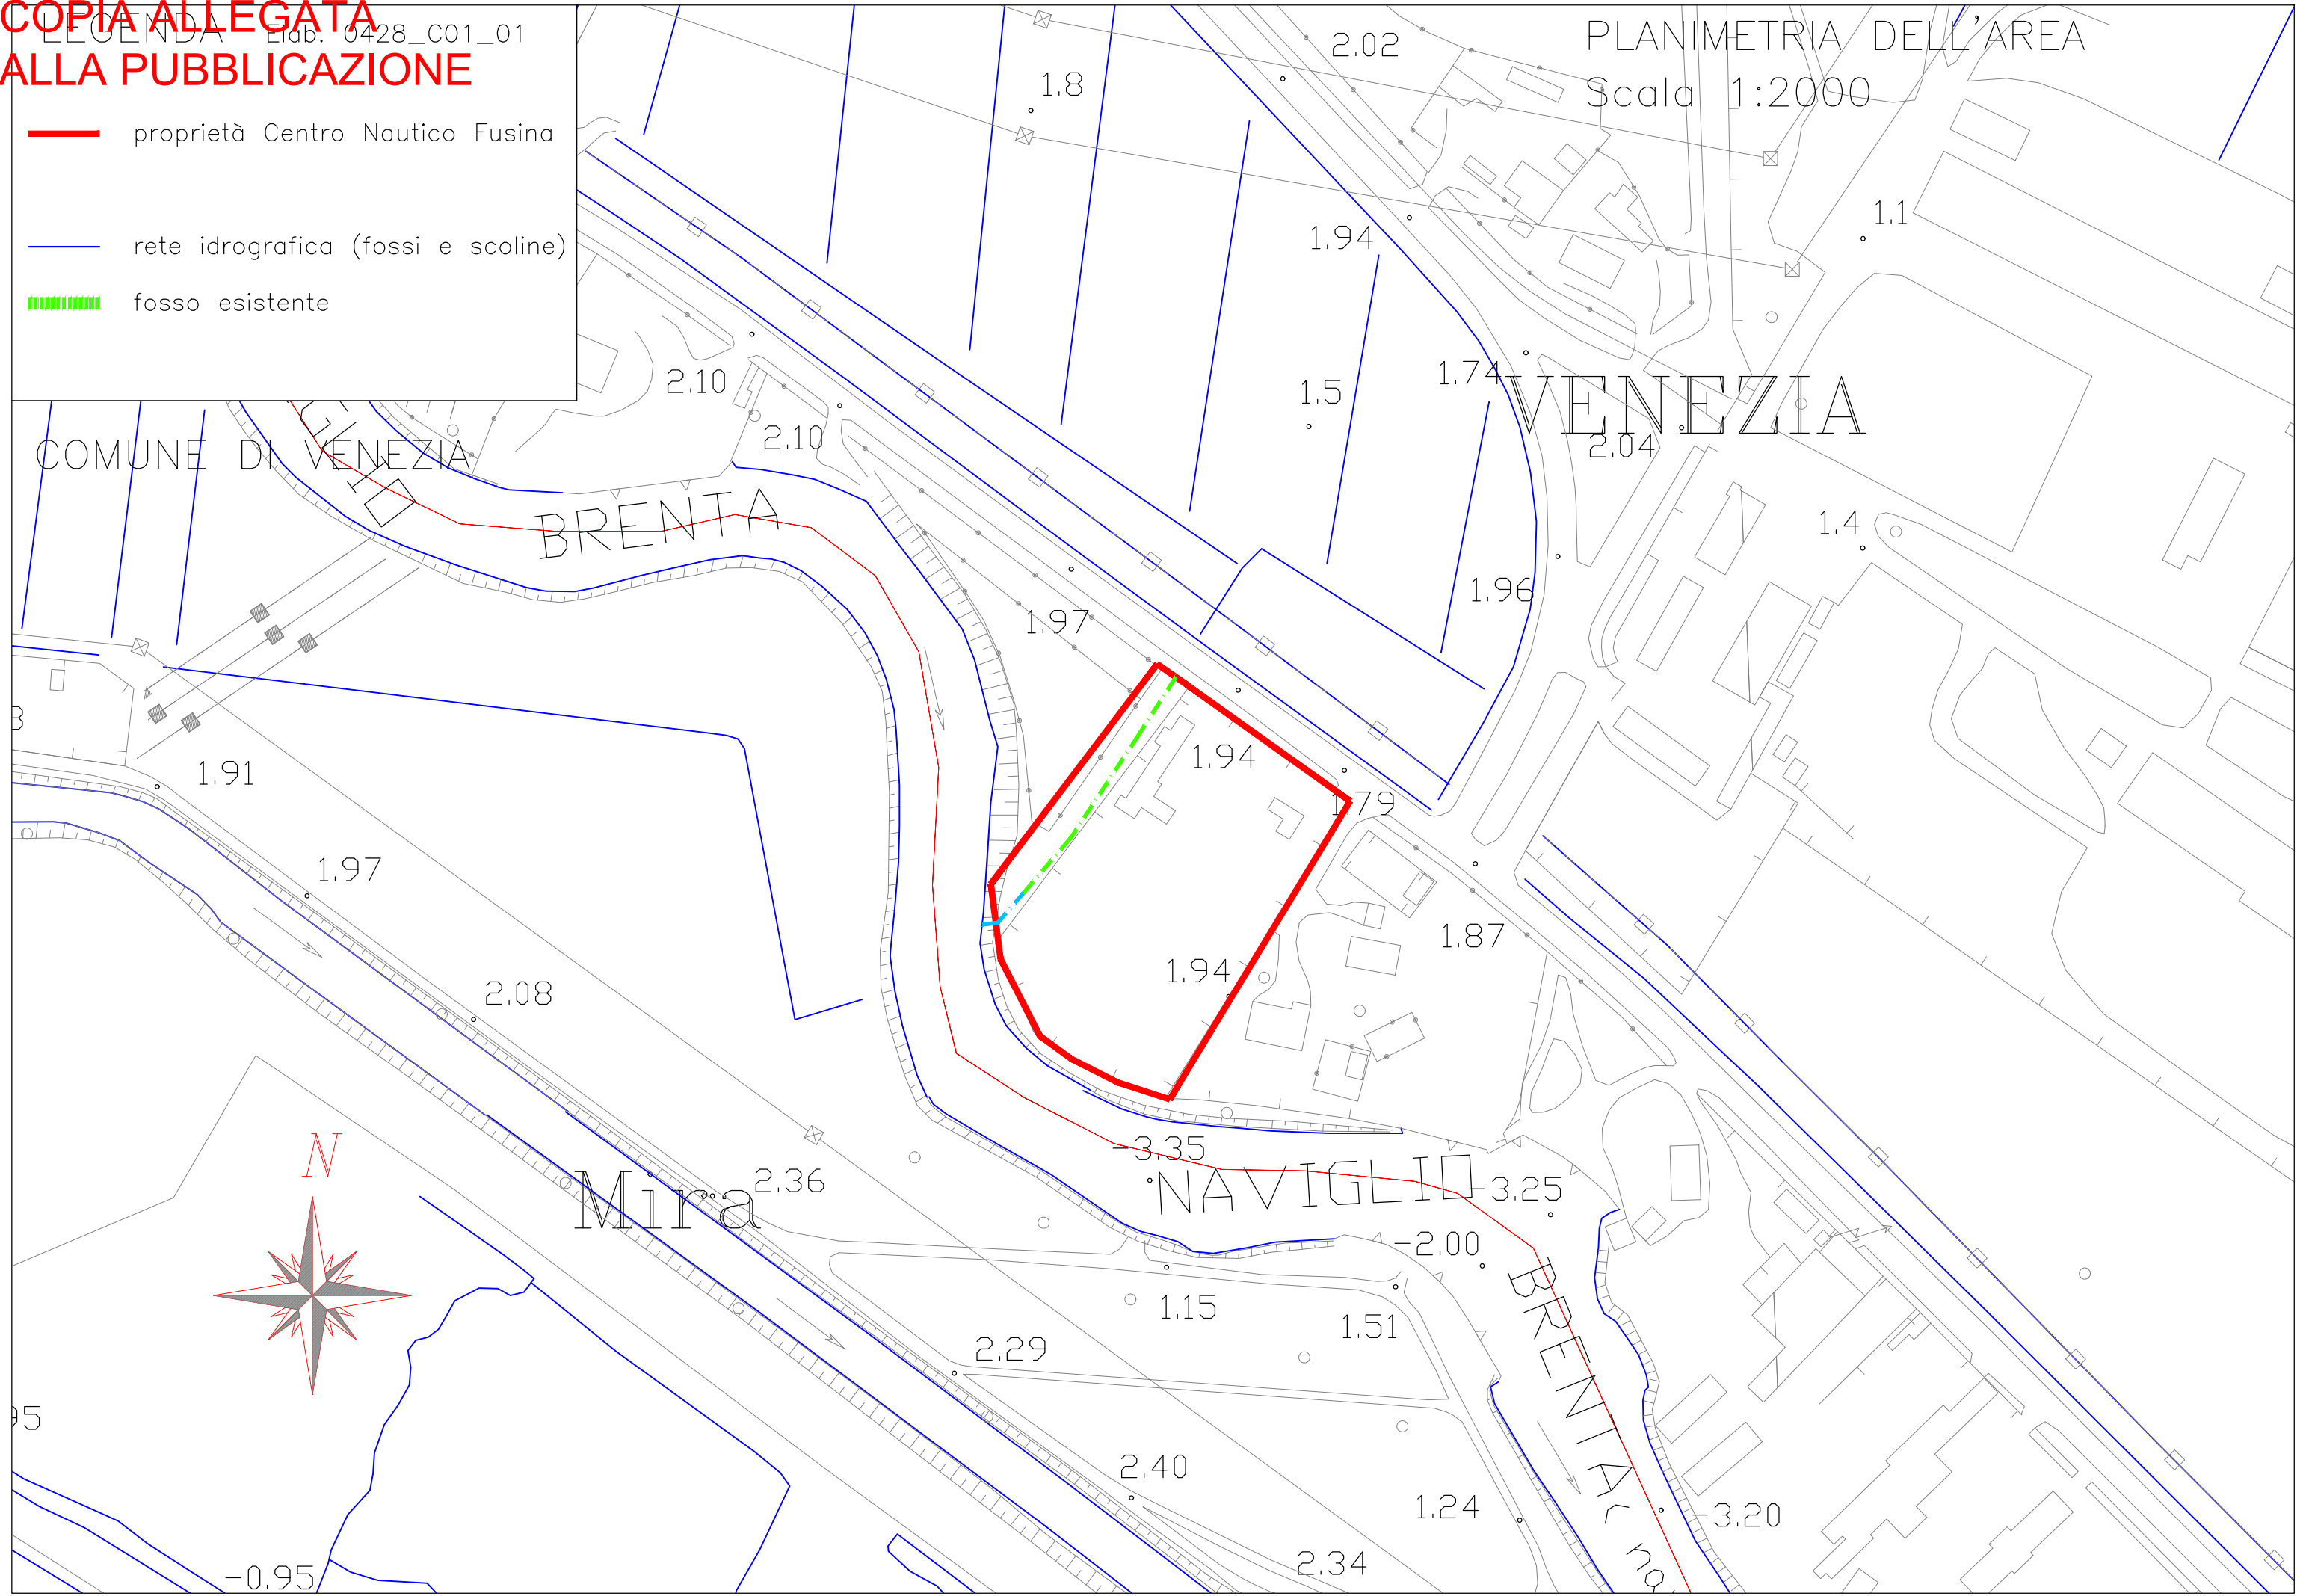 COPIA ALLEGATA
ALLA PUBBLICAZIONE
LEGENDA Elab. 0428_C01_01
proprietà Centro Nautico Fusina
rete idrografica (fossi e scoline)
fosso esistente
PLANIMETRIA DELL'AREA
Scala 1:2000
2.02
1.8
1.1
1.94
1.5
1.74
VENEZIA
2.04
2.10
2.10
COMUNE DI VENEZIA
BRENTA
1.4
1.96
1.97
1.94
1.79
1.91
1.97
1.87
1.94
2.08
N
Mira
2.36
-3.35
NAVIGLIO
-3.25
-2.00
BRENTA
1.15
1.51
2.29
2.40
1.24
-3.20
2.34
-0.95